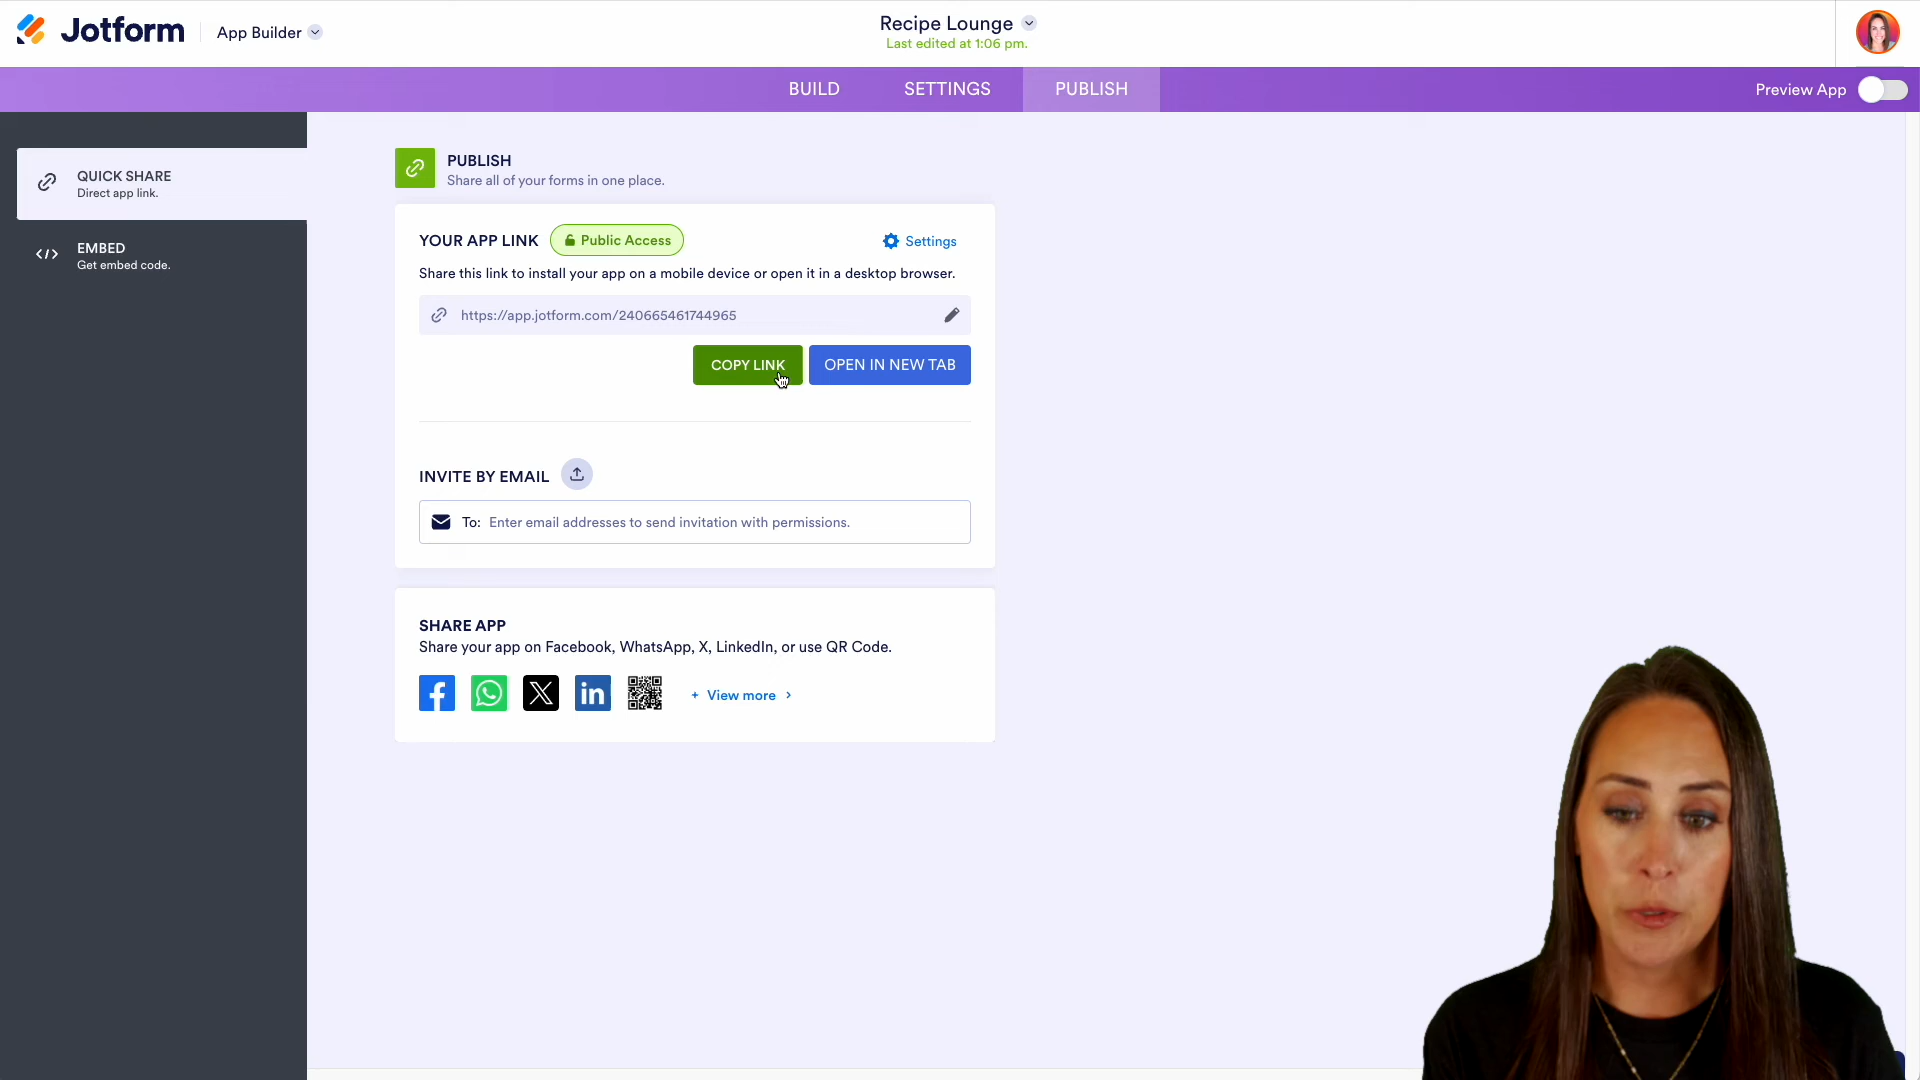 Jotform
App Builder
Recipe Lounge
Last edited at 1:06 pm.
BUILD
SETTINGS
PUBLISH
Preview App
QUICK SHARE
Direct app link.
EMBED
Get embed code.
PUBLISH
Share all of your forms in one place.
YOUR APP LINK
Public Access
Settings
Share this link to install your app on a mobile device or open it in a desktop browser.
https://app.jotform.com/240665461744965
COPY LINK
OPEN IN NEW TAB
INVITE BY EMAIL
To: Enter email addresses to send invitation with permissions.
SHARE APP
Share your app on Facebook, WhatsApp, X, LinkedIn, or use QR Code.
+ View more >